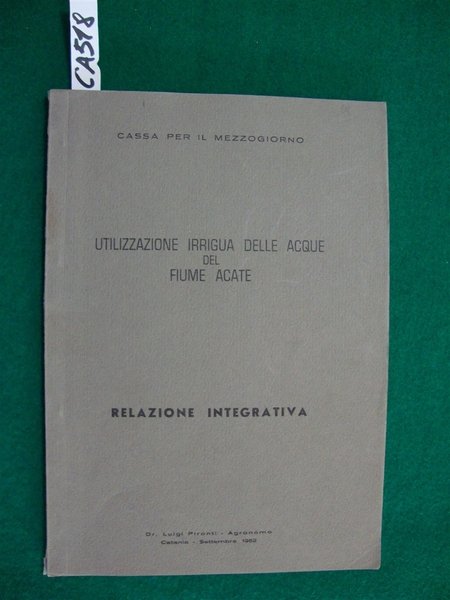 CA518
CASSA PER IL MEZZOGIORNO
UTILIZZAZIONE IRRIGUA DELLE ACQUE
DEL
FIUME ACATE
RELAZIONE INTEGRATIVA
Dr. Luigi Pironti - Agronomo
Catania - Settembre